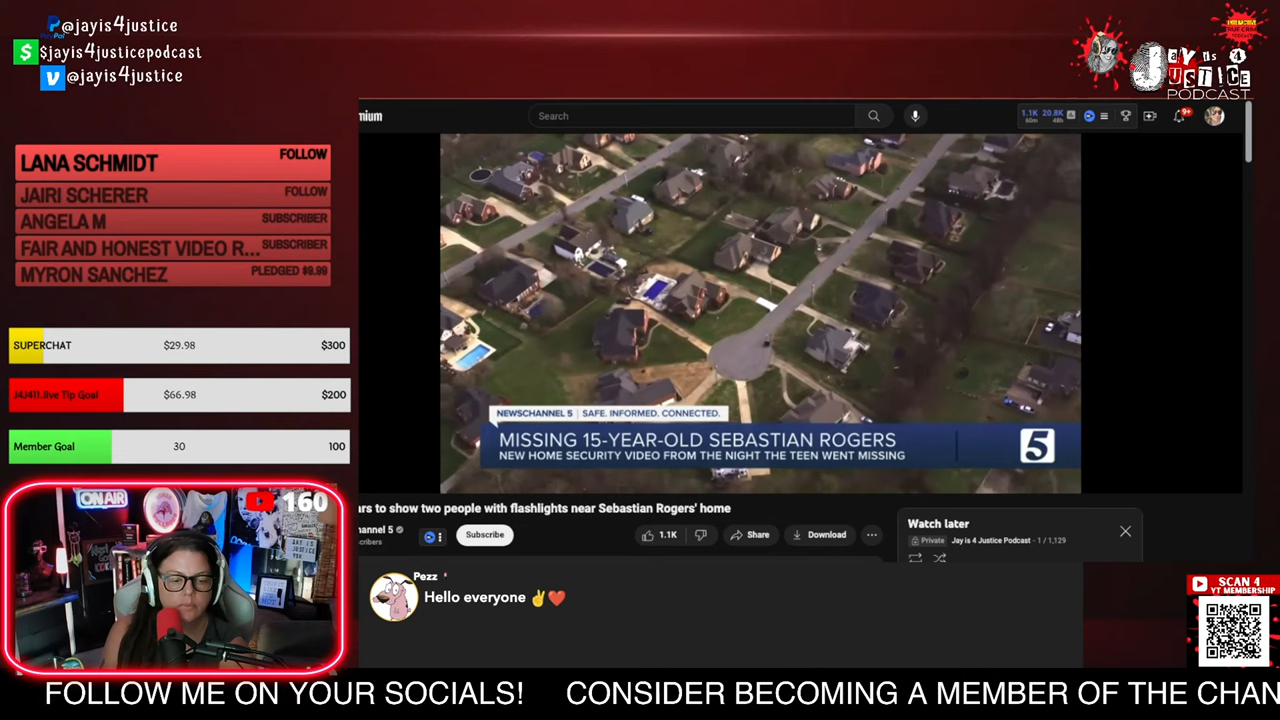 @jayis4justice
$jayis4justicepodcast
@jayis4justice
JAY IS 4
JUSTICE
PODCAST
LANA SCHMIDT FOLLOW
JAIRI SCHERER FOLLOW
ANGELA M SUBSCRIBER
FAIR AND HONEST VIDEO R... SUBSCRIBER
MYRON SANCHEZ PLEDGED $9.99
SUPERCHAT $29.98 $300
J4J411.live Tip Goal $66.98 $200
Member Goal 30 100
ON AIR
160
mium
Search
1.1K 20.8K
60m 48h
9+
NEWSCHANNEL 5 | SAFE. INFORMED. CONNECTED.
MISSING 15-YEAR-OLD SEBASTIAN ROGERS
NEW HOME SECURITY VIDEO FROM THE NIGHT THE TEEN WENT MISSING
5
ars to show two people with flashlights near Sebastian Rogers' home
hannel 5
scribers
Subscribe
1.1K
Share
Download
Watch later
Private Jay is 4 Justice Podcast - 1 / 1,129
Pezz
Hello everyone ✌❤
SCAN 4
YT MEMBERSHIP
FOLLOW ME ON YOUR SOCIALS! CONSIDER BECOMING A MEMBER OF THE CHAN